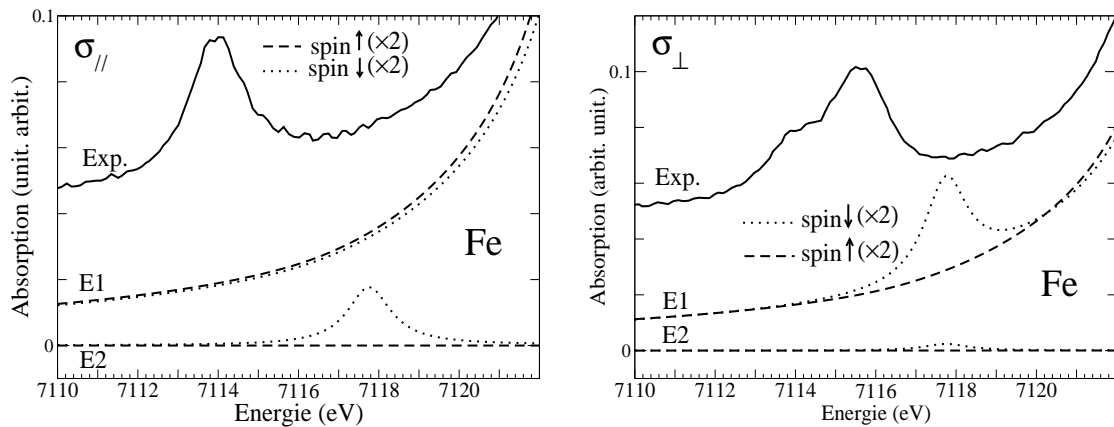 0.1
σ//
spin↑(×2)
spin↓(×2)
Exp.
Fe
E1
E2
0
7110 7112 7114 7116 7118 7120
Energie (eV)
Absorption (unit. arbit.)
σ⊥
0.1
Exp.
spin↓(×2)
spin↑(×2)
Fe
E1
E2
0
7110 7112 7114 7116 7118 7120
Energie (eV)
Absorption (arbit. unit.)